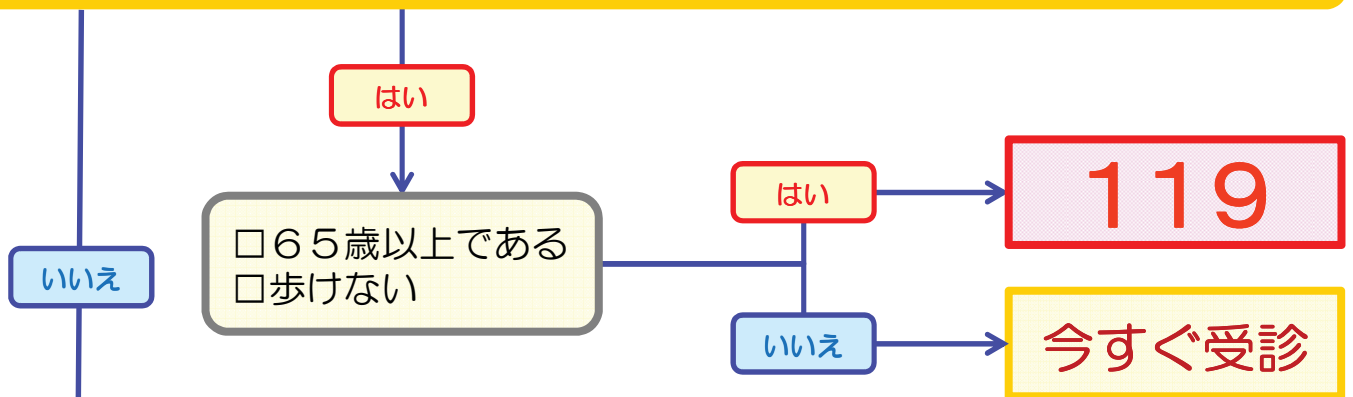 はい
はい
119
□65歳以上である
□歩けない
いいえ
いいえ
今すぐ受診